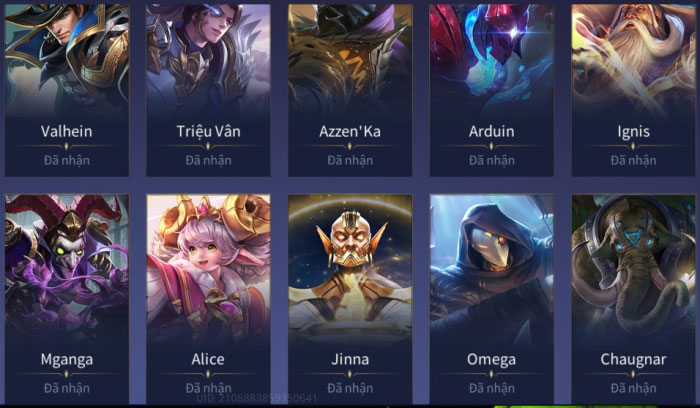 Valhein
Triệu Vân
Azzen'Ka
Arduin
Ignis
Đã nhận
Đã nhận
Đã nhận
Đã nhận
Đã nhận
Mganga
Alice
Jinna
Omega
Chaugnar
Đã nhận
Đã nhận
Đã nhận
Đã nhận
Đã nhận
UID: 2106883859350641